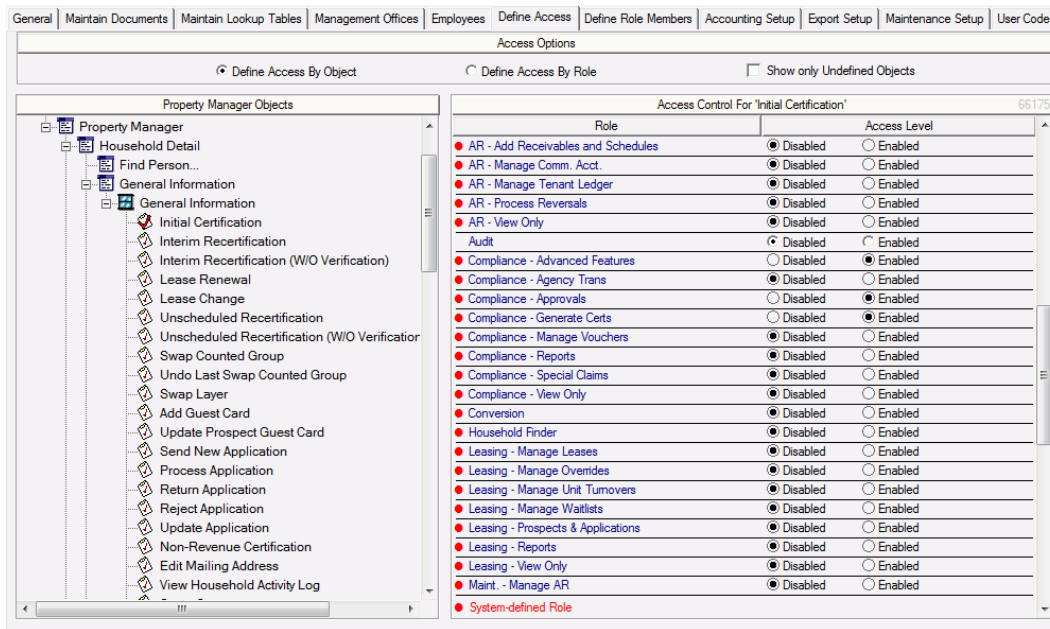 General Maintain Documents Maintain Lookup Tables Management Offices Employees Define Access Define Role Members Accounting Setup Export Setup Maintenance Setup User Code
Access Options
Define Access By Object Define Access By Role Show only Undefined Objects
Property Manager Objects
Property Manager
Household Detail
Find Person...
General Information
General Information
Initial Certification
Interim Recertification
Interim Recertification (W/O Verification)
Lease Renewal
Lease Change
Unscheduled Recertification
Unscheduled Recertification (W/O Verification
Swap Counted Group
Undo Last Swap Counted Group
Swap Layer
Add Guest Card
Update Prospect Guest Card
Send New Application
Process Application
Return Application
Reject Application
Update Application
Non-Revenue Certification
Edit Mailing Address
View Household Activity Log
Access Control For 'Initial Certification' 66175
Role Access Level
AR - Add Receivables and Schedules Disabled Enabled
AR - Manage Comm. Acct. Disabled Enabled
AR - Manage Tenant Ledger Disabled Enabled
AR - Process Reversals Disabled Enabled
AR - View Only Disabled Enabled
Audit Disabled Enabled
Compliance - Advanced Features Disabled Enabled
Compliance - Agency Trans Disabled Enabled
Compliance - Approvals Disabled Enabled
Compliance - Generate Certs Disabled Enabled
Compliance - Manage Vouchers Disabled Enabled
Compliance - Reports Disabled Enabled
Compliance - Special Claims Disabled Enabled
Compliance - View Only Disabled Enabled
Conversion Disabled Enabled
Household Finder Disabled Enabled
Leasing - Manage Leases Disabled Enabled
Leasing - Manage Overrides Disabled Enabled
Leasing - Manage Unit Turnovers Disabled Enabled
Leasing - Manage Waitlists Disabled Enabled
Leasing - Prospects & Applications Disabled Enabled
Leasing - Reports Disabled Enabled
Leasing - View Only Disabled Enabled
Maint. - Manage AR Disabled Enabled
System-defined Role